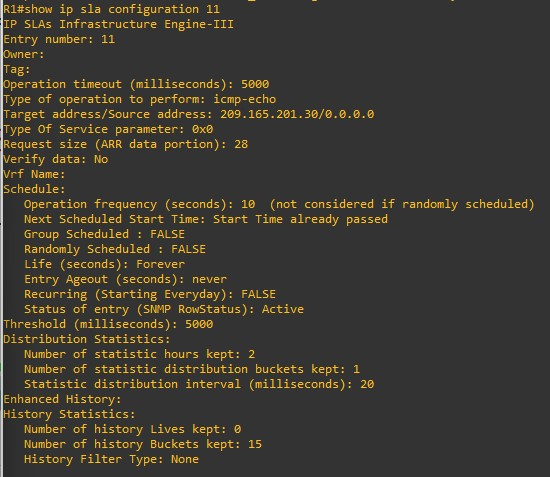 R1#show ip sla configuration 11
IP SLAs Infrastructure Engine-III
Entry number: 11
Owner:
Tag:
Operation timeout (milliseconds): 5000
Type of operation to perform: icmp-echo
Target address/Source address: 209.165.201.30/0.0.0.0
Type Of Service parameter: 0x0
Request size (ARR data portion): 28
Verify data: No
Vrf Name:
Schedule:
   Operation frequency (seconds): 10  (not considered if randomly scheduled)
   Next Scheduled Start Time: Start Time already passed
   Group Scheduled : FALSE
   Randomly Scheduled : FALSE
   Life (seconds): Forever
   Entry Ageout (seconds): never
   Recurring (Starting Everyday): FALSE
   Status of entry (SNMP RowStatus): Active
Threshold (milliseconds): 5000
Distribution Statistics:
   Number of statistic hours kept: 2
   Number of statistic distribution buckets kept: 1
   Statistic distribution interval (milliseconds): 20
Enhanced History:
History Statistics:
   Number of history Lives kept: 0
   Number of history Buckets kept: 15
   History Filter Type: None